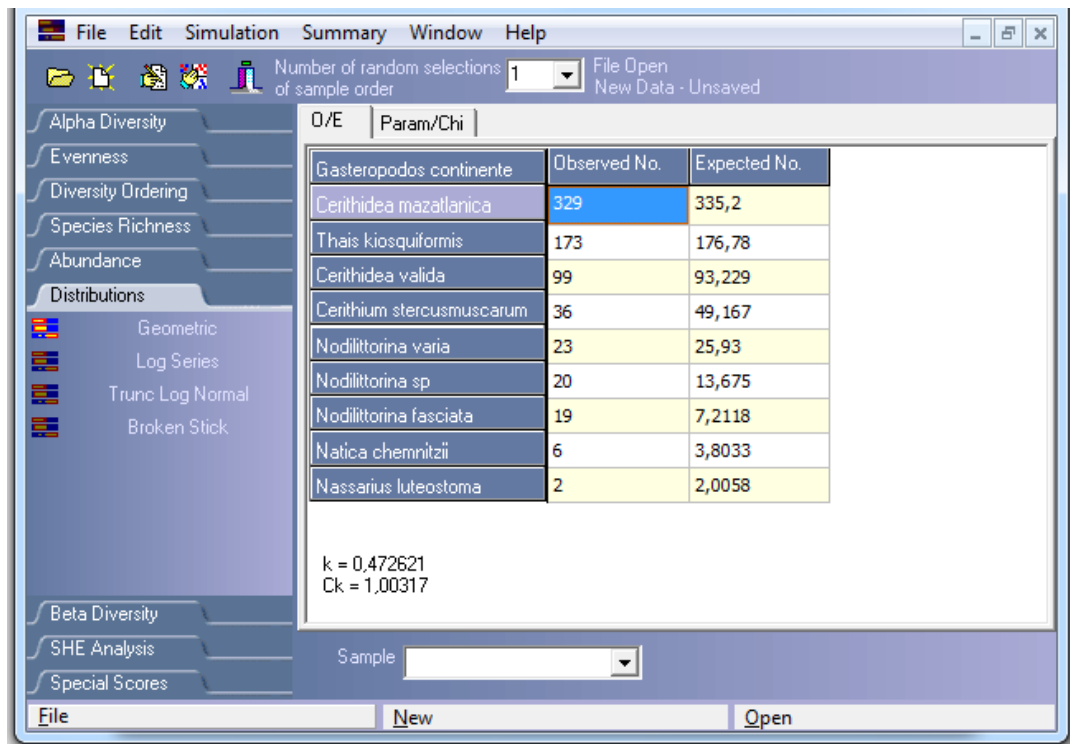 File Edit Simulation Summary Window Help
Number of random selections of sample order 1
File Open
New Data - Unsaved
Alpha Diversity
Evenness
Diversity Ordering
Species Richness
Abundance
Distributions
Geometric
Log Series
Trunc Log Normal
Broken Stick
Beta Diversity
SHE Analysis
Special Scores
O/E Param/Chi
Gasteropodos continente Observed No. Expected No.
Cerithidea mazatlanica 329 335,2
Thais kiosquiformis 173 176,78
Cerithidea valida 99 93,229
Cerithium stercusmuscarum 36 49,167
Nodilittorina varia 23 25,93
Nodilittorina sp 20 13,675
Nodilittorina fasciata 19 7,2118
Natica chemnitzii 6 3,8033
Nassarius luteostoma 2 2,0058
k = 0,472621
Ck = 1,00317
Sample
File New Open